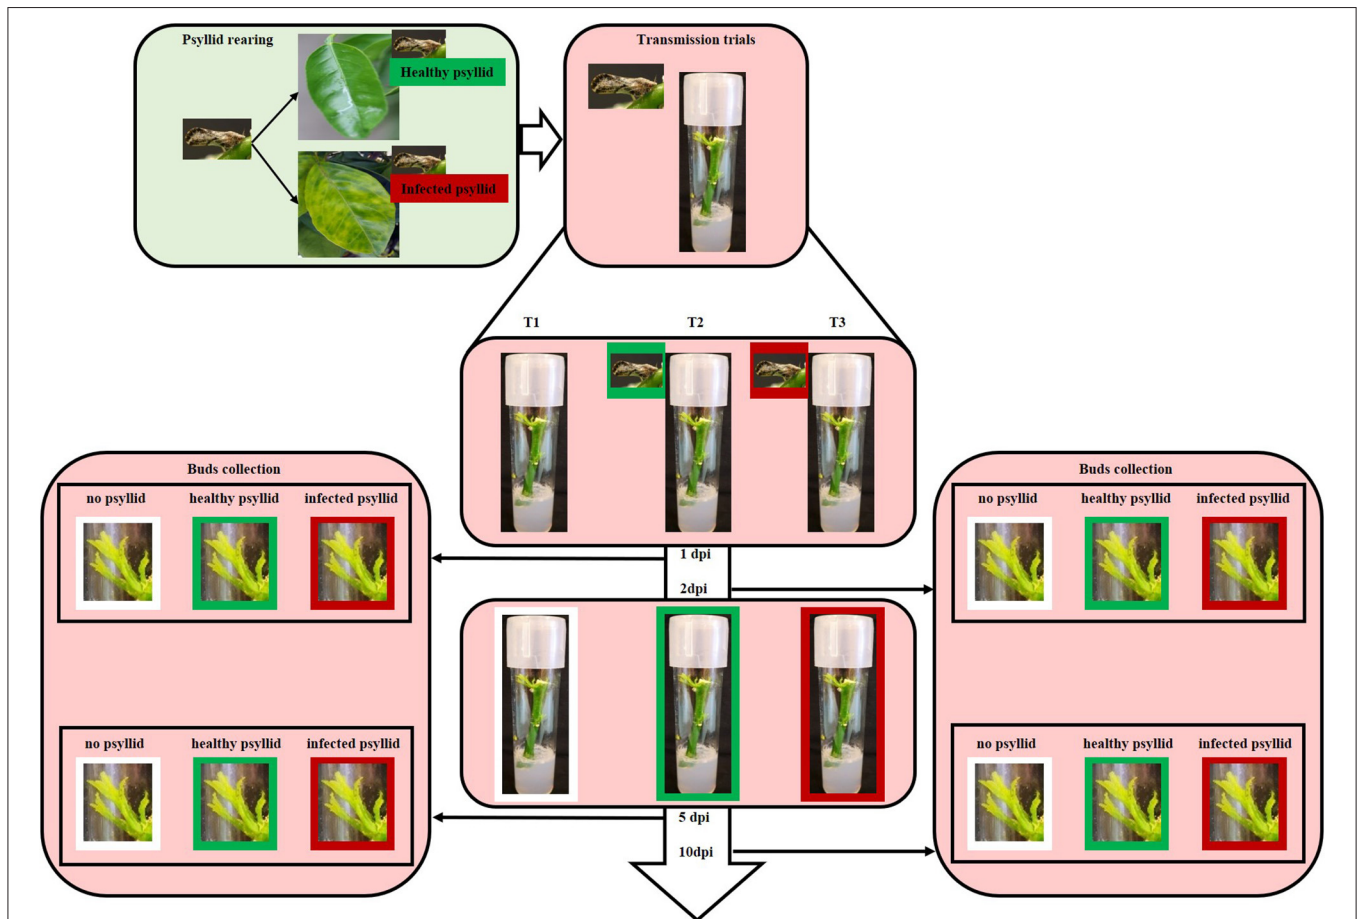 Psyllid rearing
Healthy psyllid
Infected psyllid
Transmission trials
T1 T2 T3
Buds collection
no psyllid healthy psyllid infected psyllid
no psyllid healthy psyllid infected psyllid
1 dpi
2dpi
5 dpi
10dpi
Buds collection
no psyllid healthy psyllid infected psyllid
no psyllid healthy psyllid infected psyllid